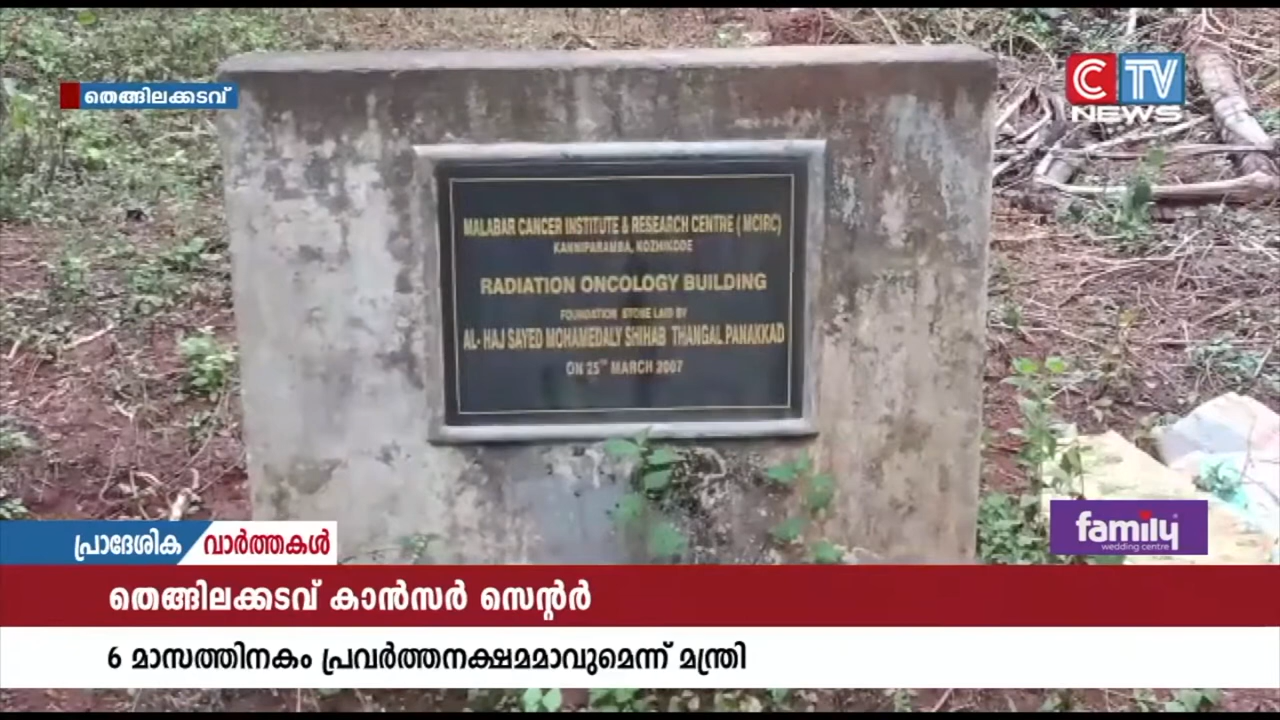 തെങ്ങിലക്കടവ്
CTV
NEWS
MALABAR CANCER INSTITUTE & RESEARCH CENTRE ( MCIRC)
KANNIPARAMBA, KOZHIKODE
RADIATION ONCOLOGY BUILDING
FOUNDATION STONE LAID BY
AL- HAJ SAYED MOHAMEDALY SHIHAB THANGAL PANAKKAD
ON 25TH MARCH 2007
family
wedding centre
പ്രാദേശിക വാർത്തകൾ
തെങ്ങിലക്കടവ് കാൻസർ സെന്റർ
6 മാസത്തിനകം പ്രവർത്തനക്ഷമമാവുമെന്ന് മന്ത്രി